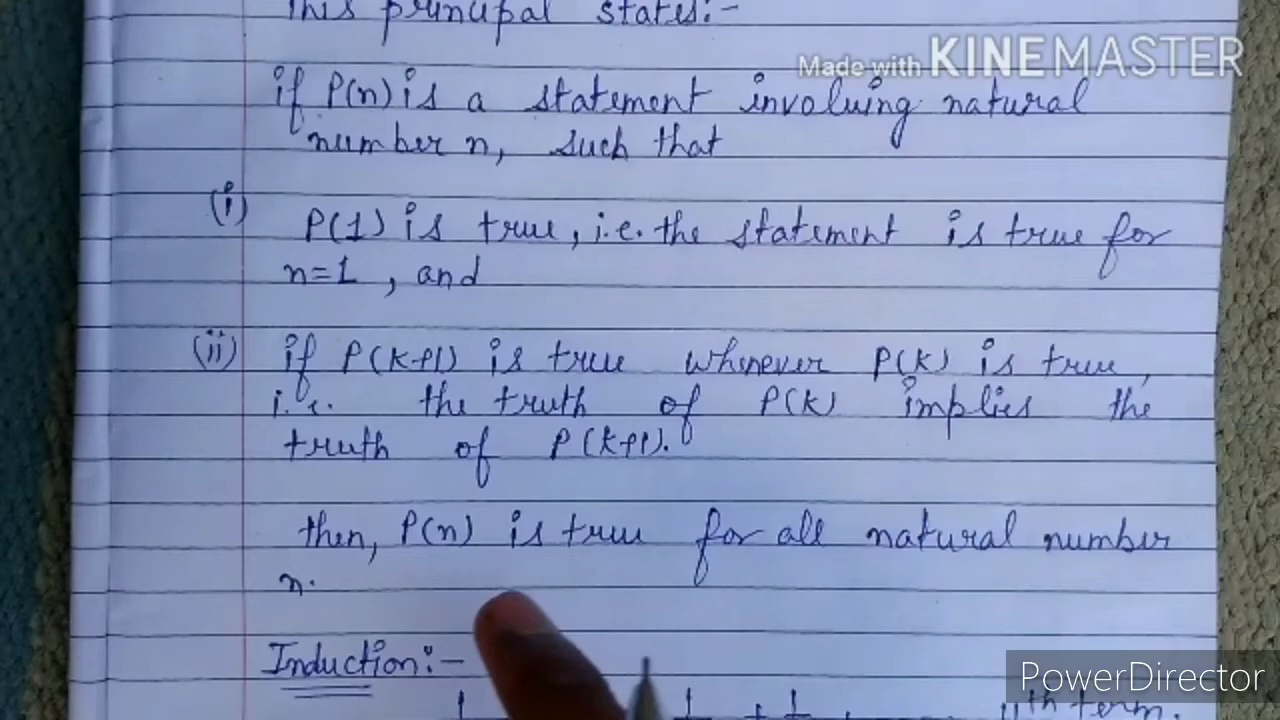 This principal states:-
Made with KINEMASTER
if P(n) is a statement involving natural
number n, such that
(i) P(1) is true, i.e. the statement is true for
n=1, and
(ii) if P(k+1) is true whenever P(k) is true,
i.e. the truth of P(k) implies the
truth of P(k+1).
then, P(n) is true for all natural number
n.
Induction:-
PowerDirector
nth term.